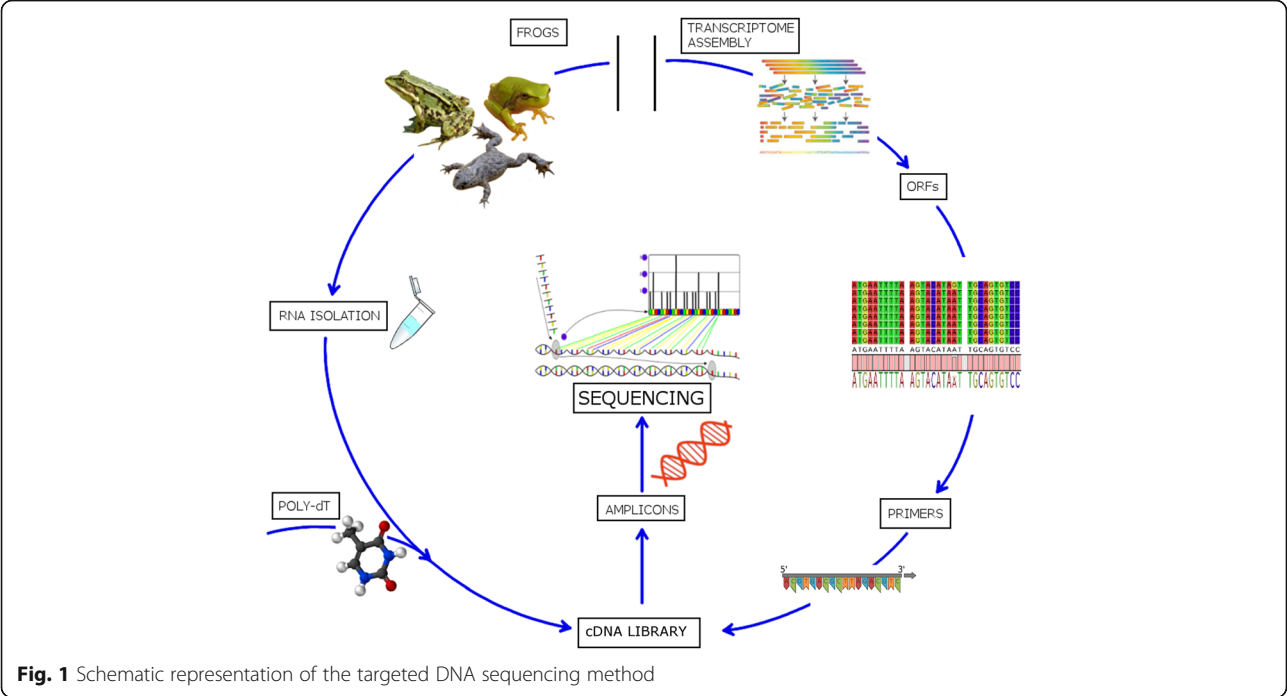 FROGS
TRANSCRIPTOME
ASSEMBLY
ORFs
RNA ISOLATION
ATGAATTTTA AGTACATAAT TGCAGTGTCC
ATGAATTTTA AGTACATAAT TGCAGTGTCC
SEQUENCING
POLY-dT
AMPLICONS
PRIMERS
5' 3'
cDNA LIBRARY
Fig. 1 Schematic representation of the targeted DNA sequencing method